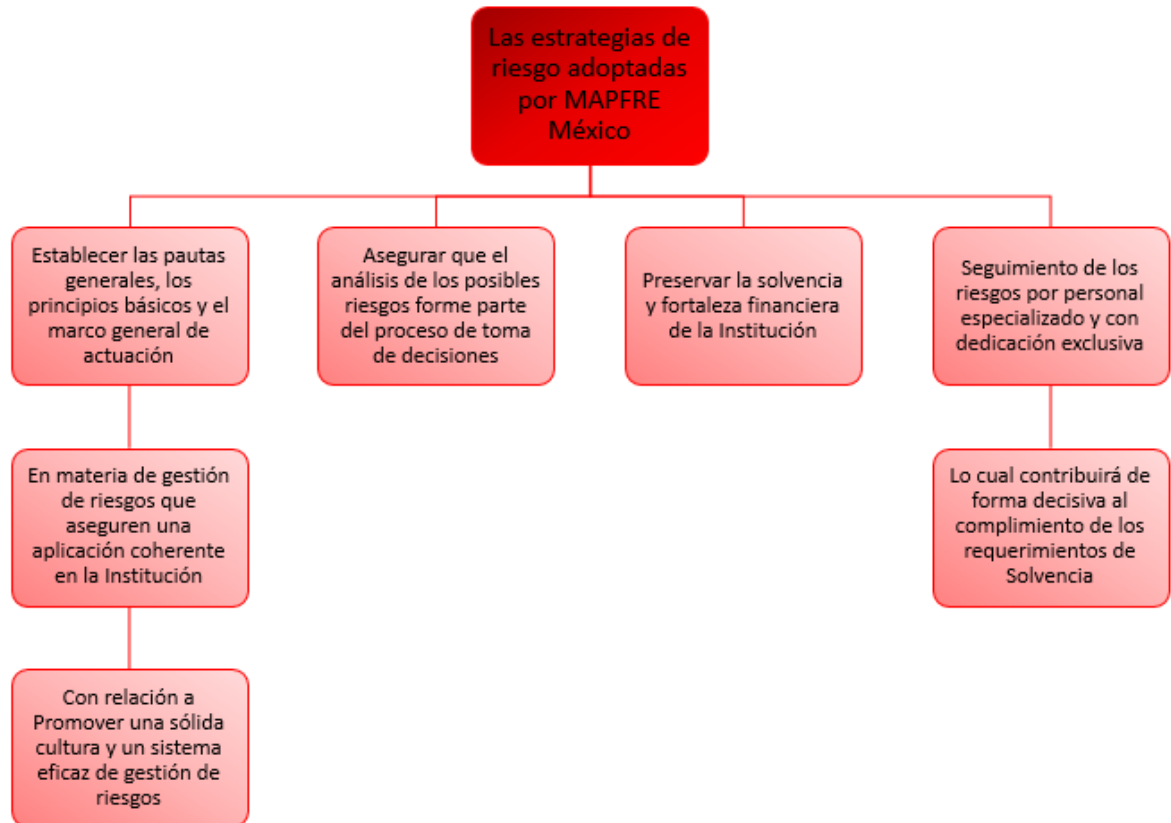 Las estrategias de
riesgo adoptadas
por MAPFRE
México
Establecer las pautas
generales, los
principios básicos y el
marco general de
actuación
Asegurar que el
análisis de los posibles
riesgos forme parte
del proceso de toma
de decisiones
Preservar la solvencia
y fortaleza financiera
de la Institución
Seguimiento de los
riesgos por personal
especializado y con
dedicación exclusiva
En materia de gestión
de riesgos que
aseguren una
aplicación coherente
en la Institución
Lo cual contribuirá de
forma decisiva al
complimiento de los
requerimientos de
Solvencia
Con relación a
Promover una sólida
cultura y un sistema
eficaz de gestión de
riesgos